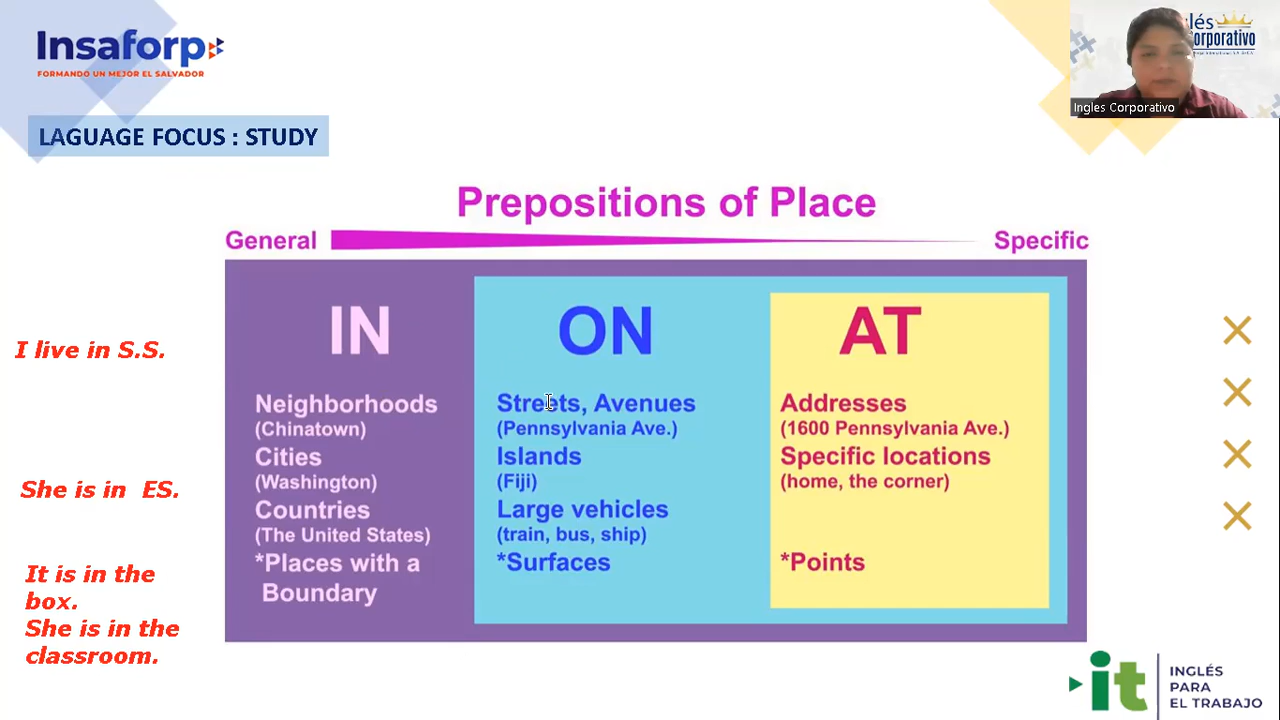 Insaforp
FORMANDO UN MEJOR EL SALVADOR
lés
orporativo
Ingles Corporativo
LAGUAGE FOCUS : STUDY
Prepositions of Place
General
Specific
IN
ON
AT
I live in S.S.
She is in ES.
It is in the
box.
She is in the
classroom.
Neighborhoods
(Chinatown)
Cities
(Washington)
Countries
(The United States)
*Places with a
Boundary
Streets, Avenues
(Pennsylvania Ave.)
Islands
(Fiji)
Large vehicles
(train, bus, ship)
*Surfaces
Addresses
(1600 Pennsylvania Ave.)
Specific locations
(home, the corner)
*Points
it
INGLÉS
PARA
EL TRABAJO